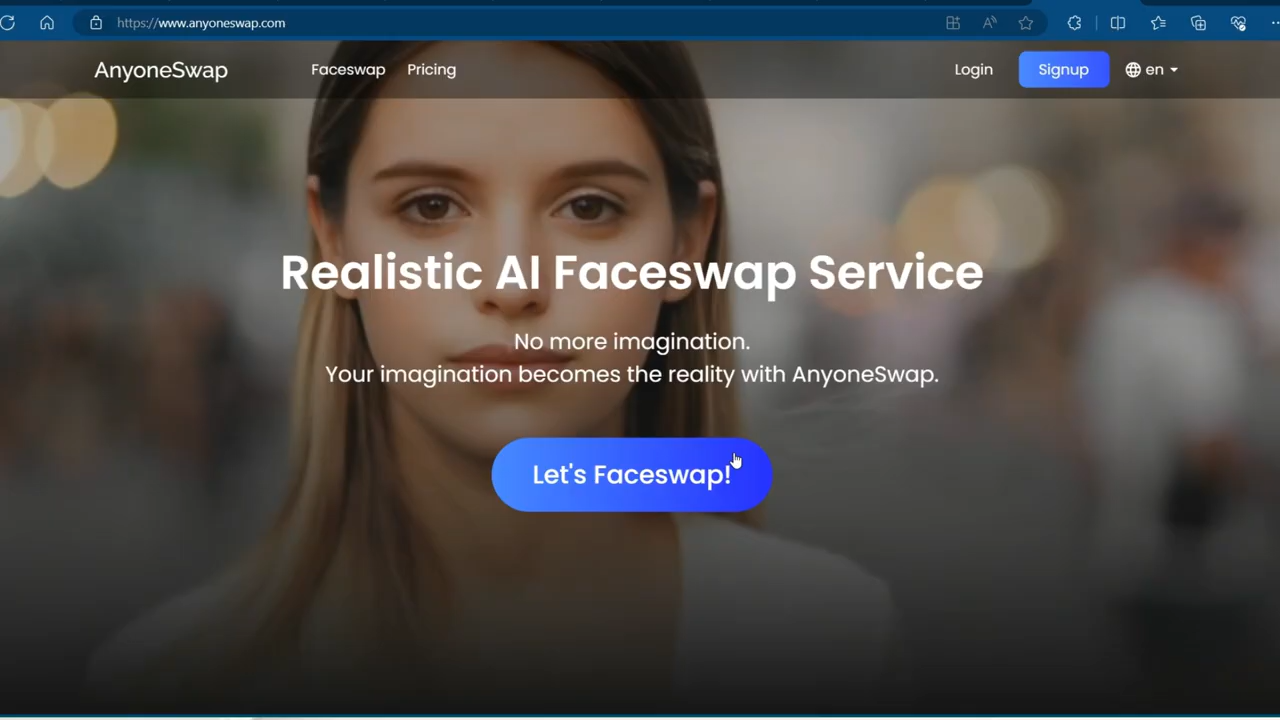 https://www.anyoneswap.com
AnyoneSwap
Faceswap
Pricing
Login
Signup
en
Realistic AI Faceswap Service
No more imagination.
Your imagination becomes the reality with AnyoneSwap.
Let's Faceswap!